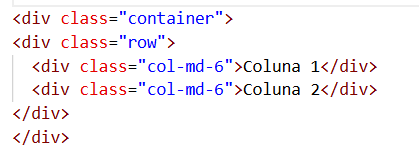 <div class="container">
<div class="row">
  <div class="col-md-6">Coluna 1</div>
  <div class="col-md-6">Coluna 2</div>
</div>
</div>